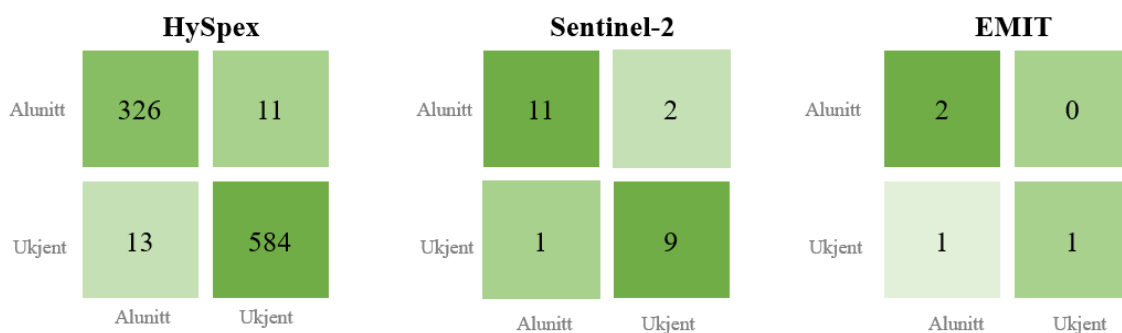 HySpex
Sentinel-2
EMIT
Alunitt
326
11
Alunitt
11
2
Alunitt
2
0
Ukjent
13
584
Ukjent
1
9
Ukjent
1
1
Alunitt
Ukjent
Alunitt
Ukjent
Alunitt
Ukjent